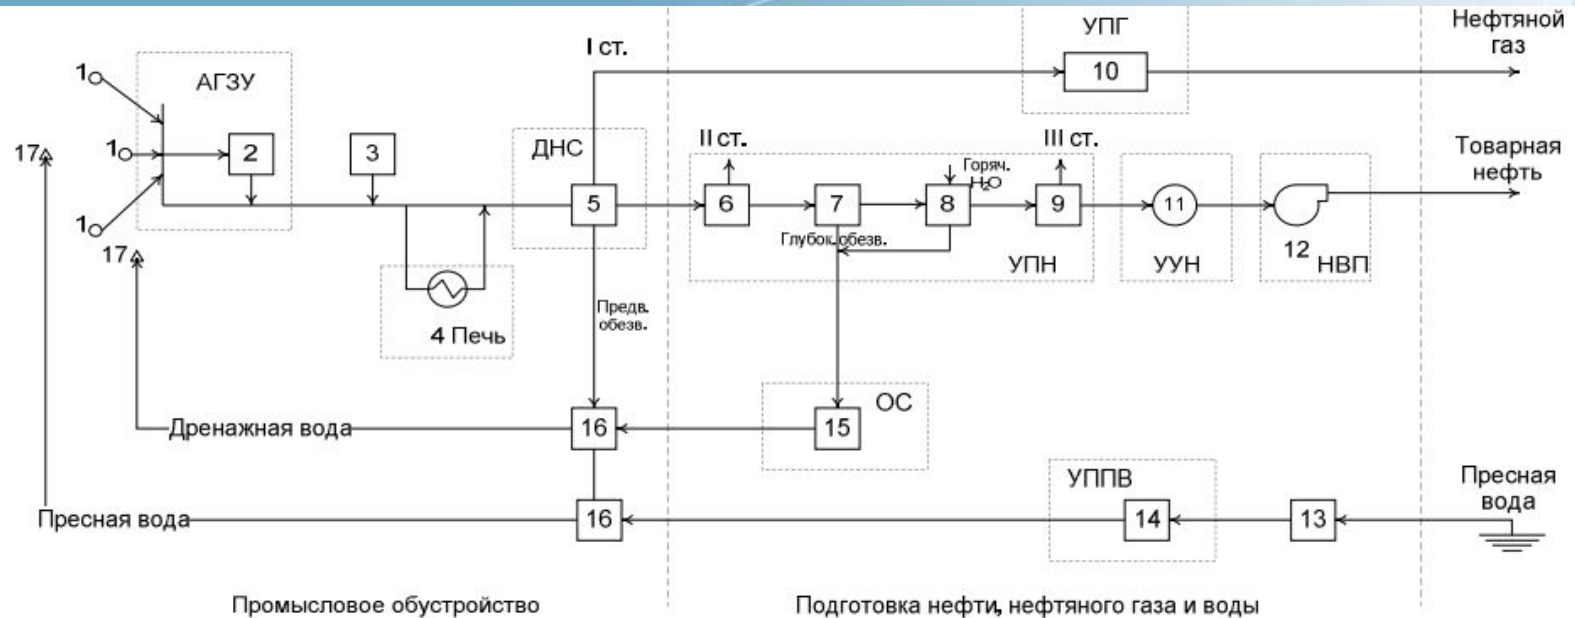 Нефтяной
газ
УПГ
I ст.
10
1
АГЗУ
ДНС
II ст.
III ст.
Товарная
нефть
17
1
2
3
Горяч.
H₂O
5
6
7
8
9
11
1
Глубок.обезв.
17
УПН
УУН
12
НВП
Предв.
обезв.
4 Печь
ОС
Дренажная вода
16
15
УППВ
Пресная
вода
Пресная вода
16
14
13
Промысловое обустройство
Подготовка нефти, нефтяного газа и воды